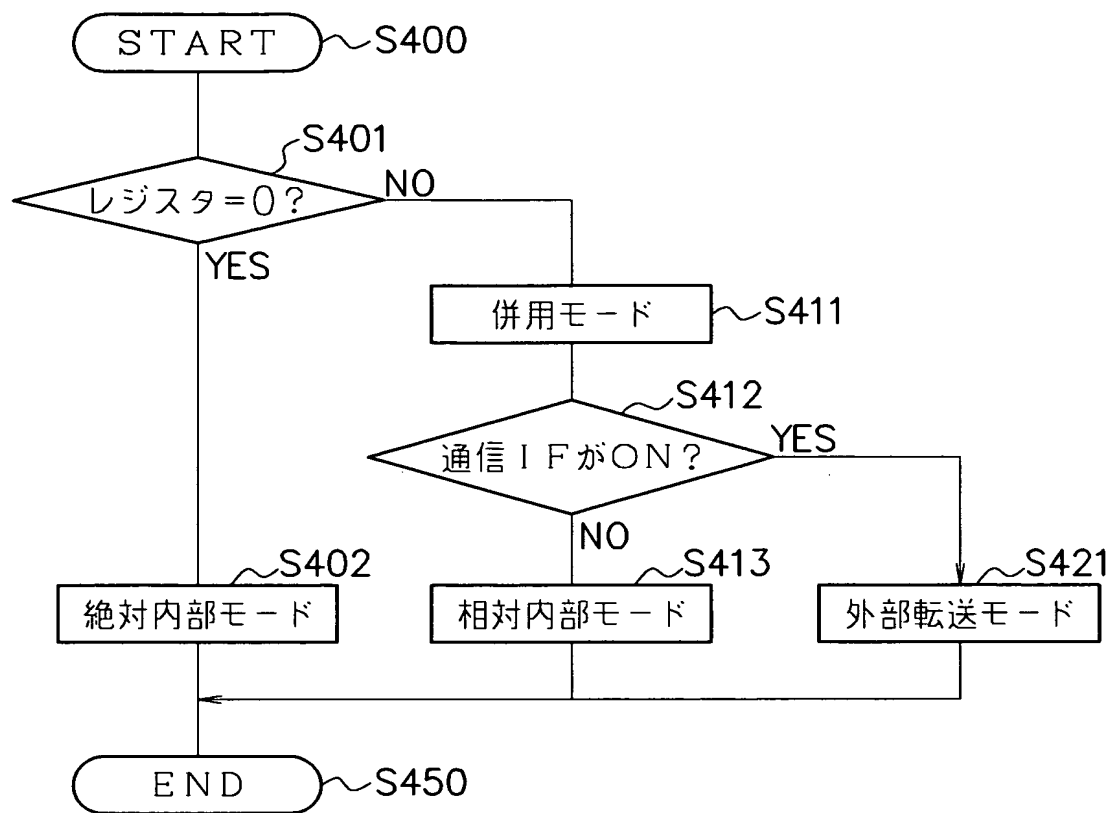 START
S400
S401
レジスタ=0?
NO
YES
併用モード
S411
S412
通信IFがON?
YES
NO
S402
絶対内部モード
S413
相対内部モード
S421
外部転送モード
END
S450